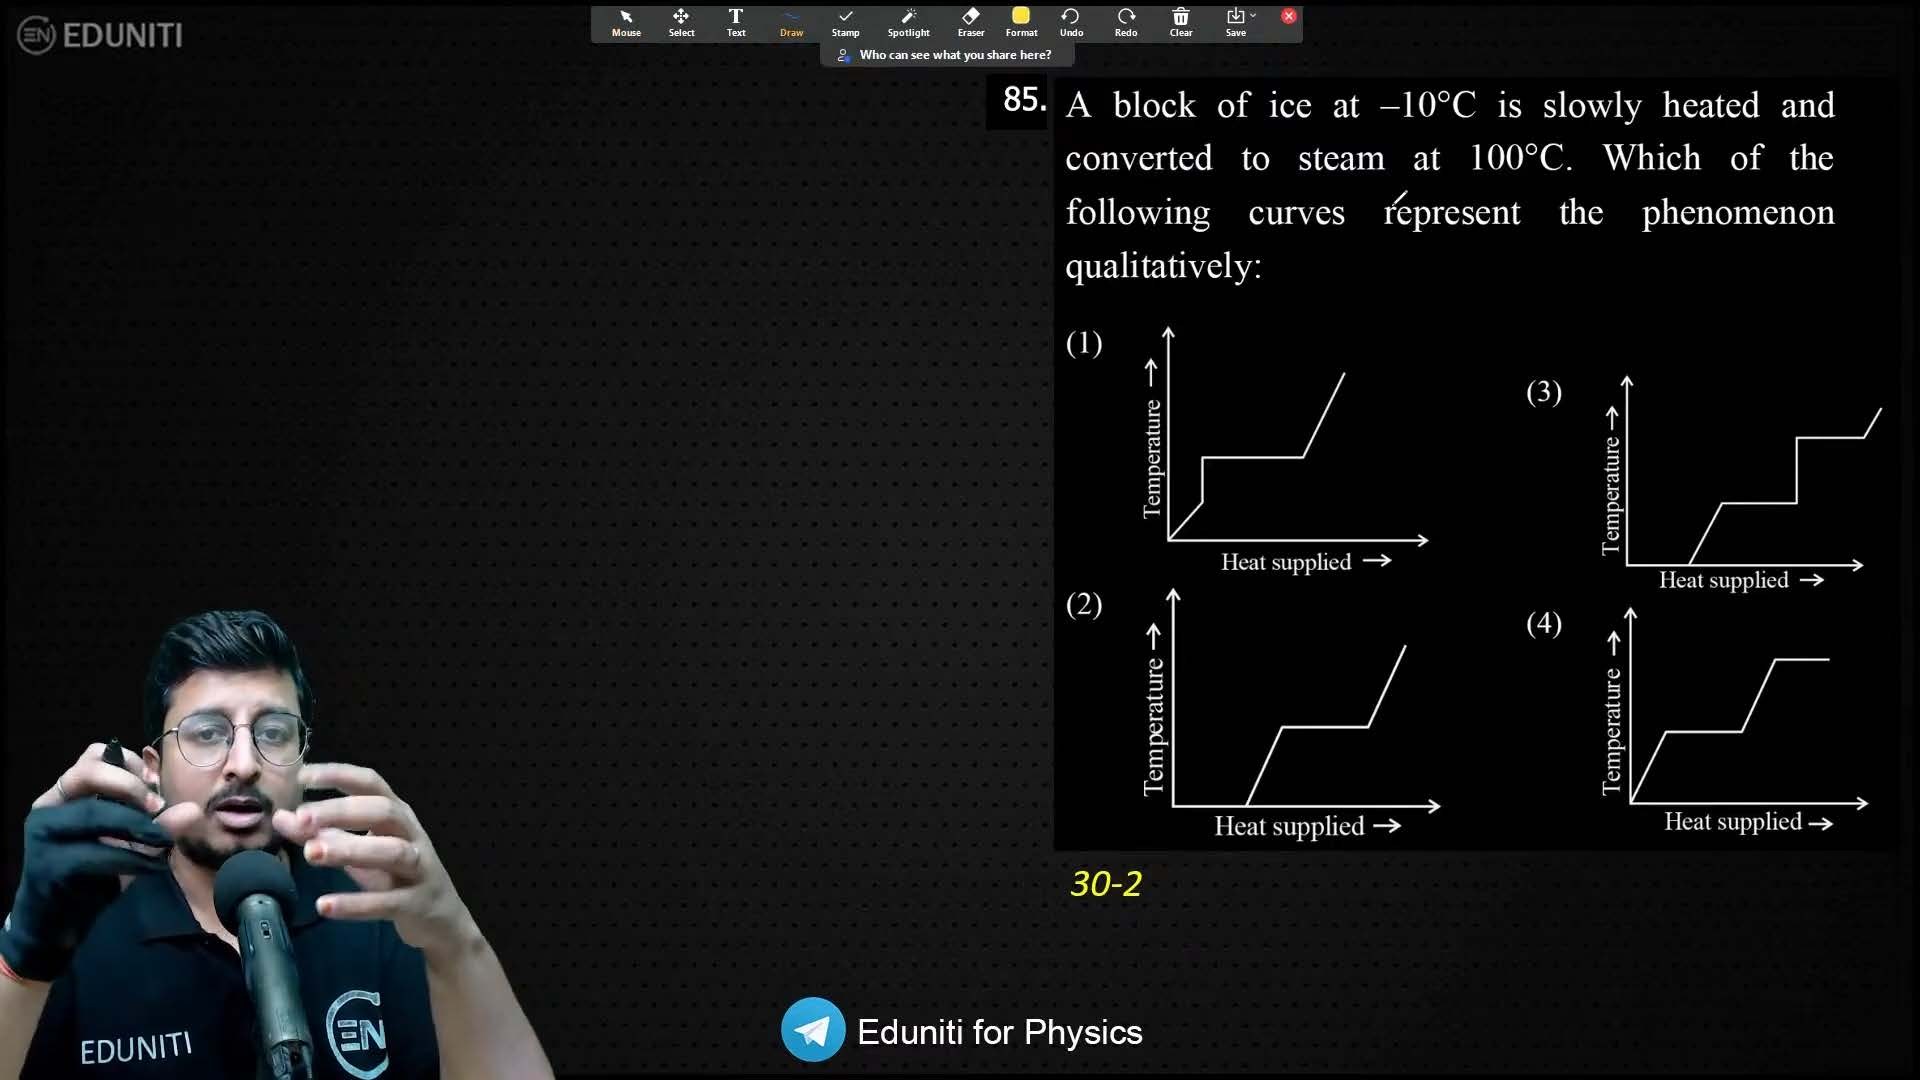 EN EDUNITI
Mouse Select Text Draw Stamp Spotlight Eraser Format Undo Redo Clear Save
Who can see what you share here?
85. A block of ice at –10°C is slowly heated and
converted to steam at 100°C. Which of the
following curves represent the phenomenon
qualitatively:
(1)
Temperature →
Heat supplied →
(3)
Temperature →
Heat supplied →
(2)
Temperature →
Heat supplied →
(4)
Temperature →
Heat supplied →
30-2
EDUNITI
EN
Eduniti for Physics